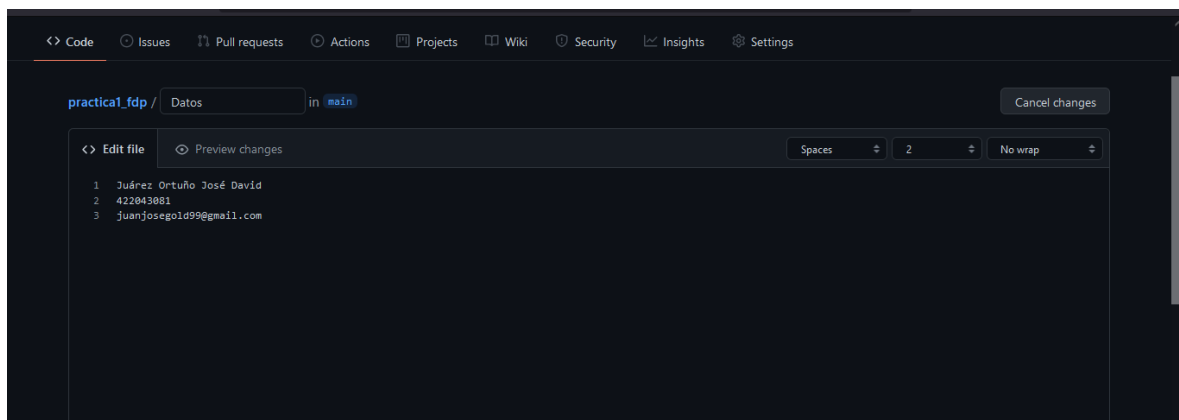 Code Issues Pull requests Actions Projects Wiki Security Insights Settings
practica1_fdp / Datos in main Cancel changes
Edit file Preview changes Spaces 2 No wrap
1 Juárez Ortuño José David
2 422043081
3 juanjosegold99@gmail.com